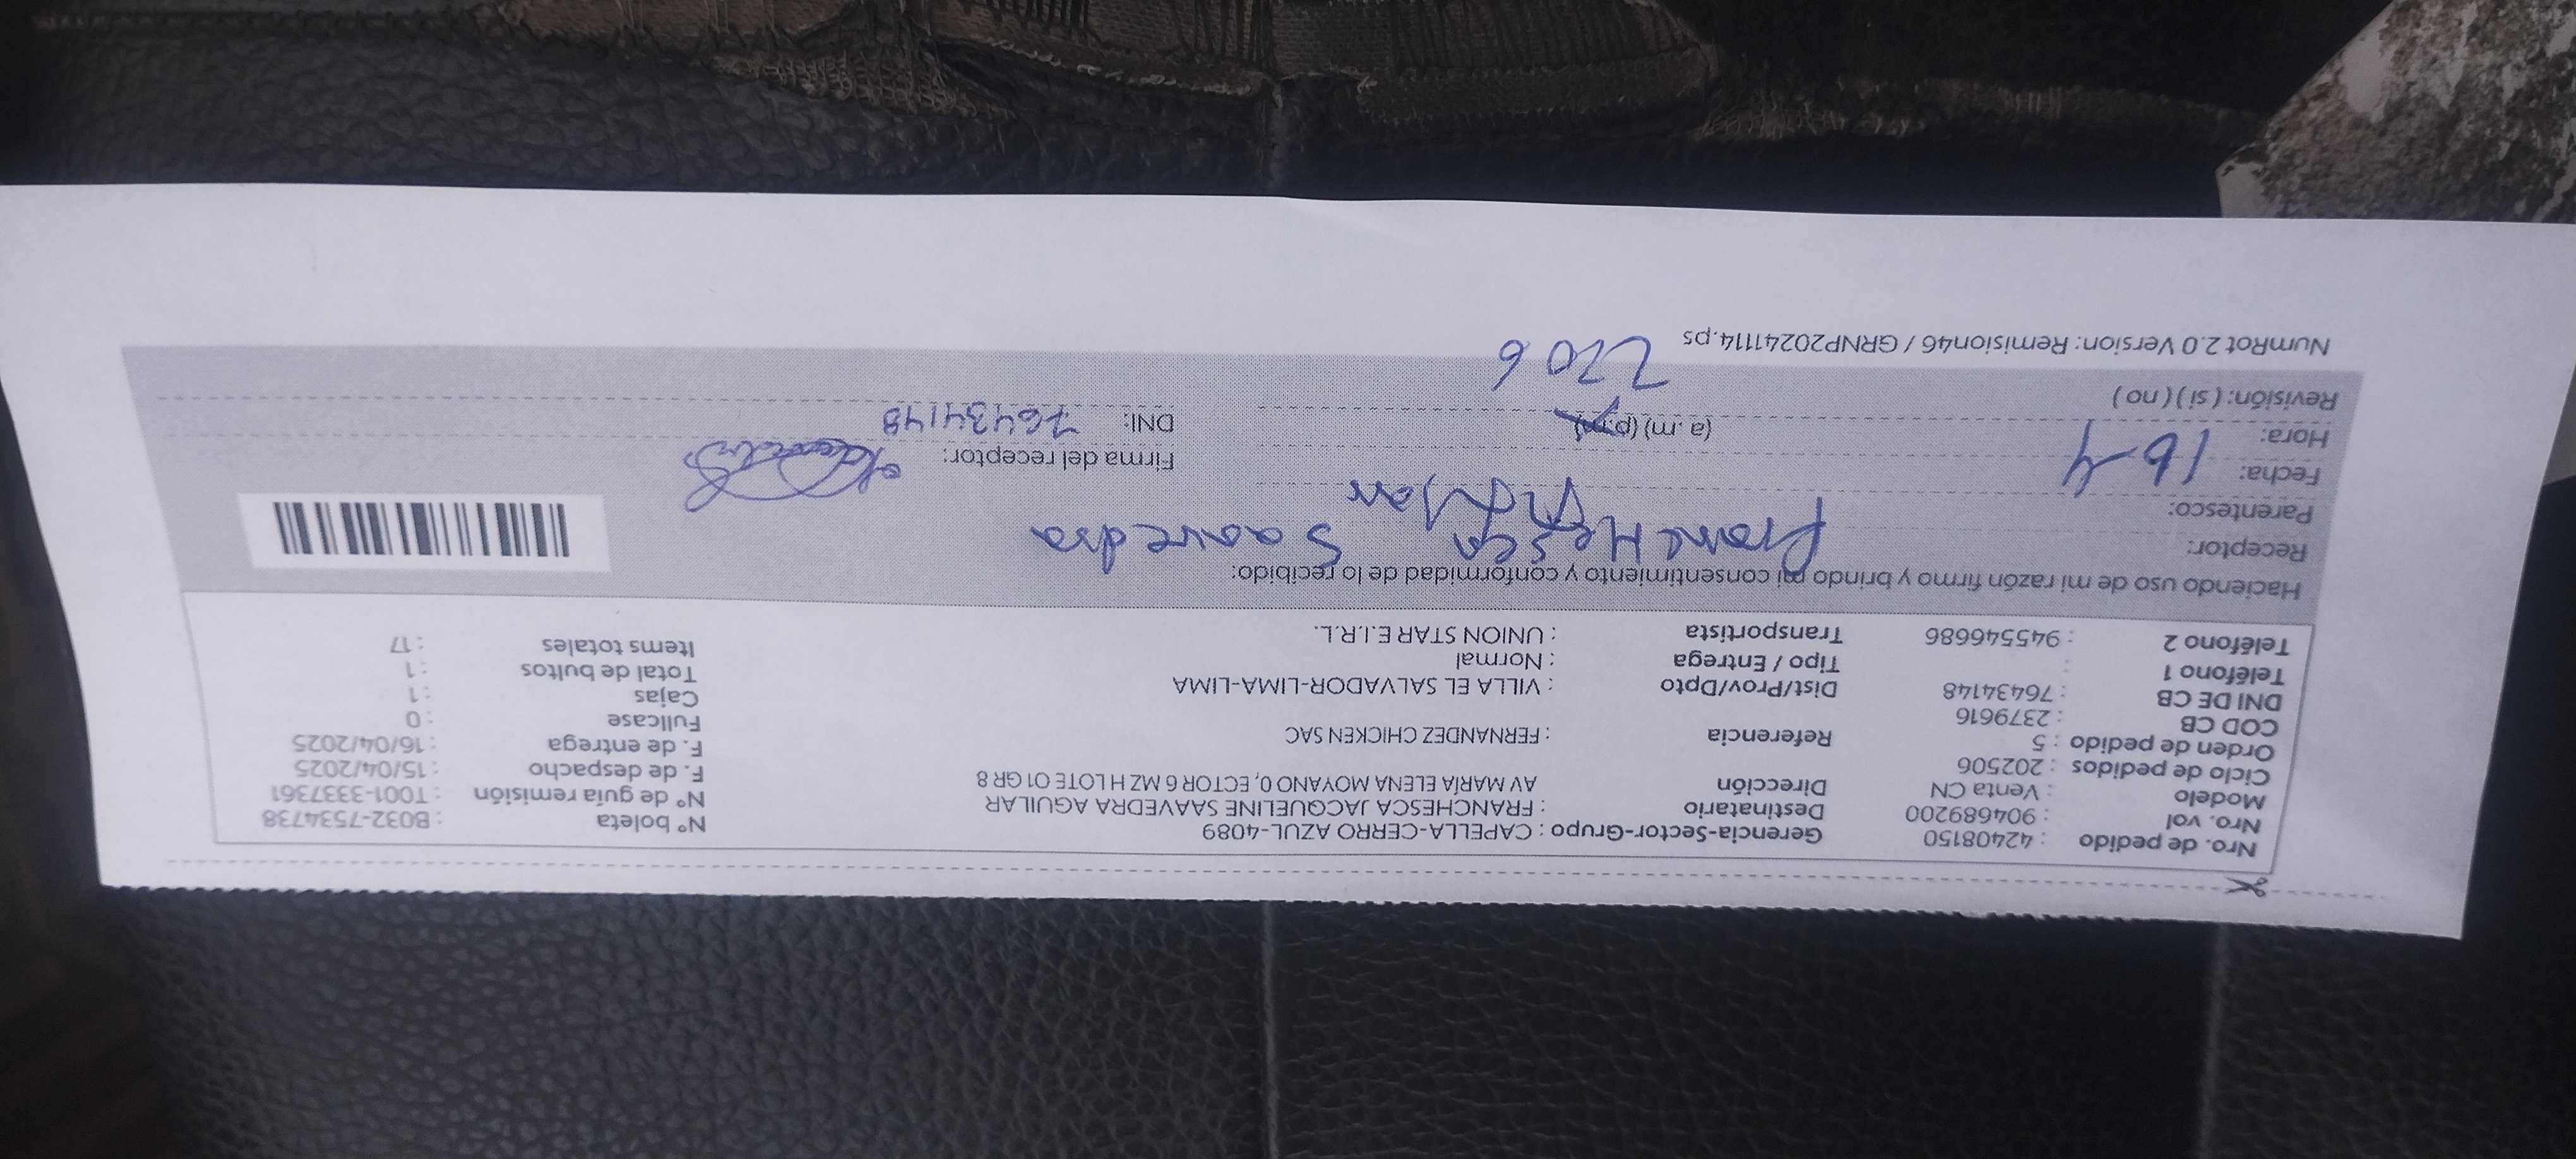 Nro. de pedido : 42408150 Gerencia-Sector-Grupo : CAPELLA-CERRO AZUL-4089 N° boleta : B032-7534738
Nro. vol : 904689200 Destinatario : FRANCHESCA JACQUELINE SAAVEDRA AGUILAR N° de guia remisión : T001-3337361
Modelo : Venta CN Dirección AV MARÍA ELENA MOYANO 0, ECTOR 6 MZ H LOTE 01 GR 8 F. de despacho : 15/04/2025
Ciclo de pedidos : 202506 F. de entrega : 16/04/2025
Orden de pedido : 5 Referencia : FERNANDEZ CHICKEN SAC Fullcase : 0
COD CB : 2379616 Cajas : 1
DNI DE CB : 76434148 Dist/Prov/Dpto : VILLA EL SALVADOR-LIMA-LIMA Total de bultos : 1
Teléfono 1 : Tipo / Entrega : Normal Items totales : 17
Teléfono 2 : 945546686 Transportista : UNION STAR E.I.R.L.
Haciendo uso de mi razón firmo y brindo mi consentimiento y conformidad de lo recibido:
Receptor: Saavedra
Parentesco:
Fecha: 16-4 Firma del receptor:
Hora: (a .m) (p.m) DNI: 76434148
Revisión: ( si ) ( no )
2706
NumRot 2.0 Version: Remision46 / GRNP20241114.ps